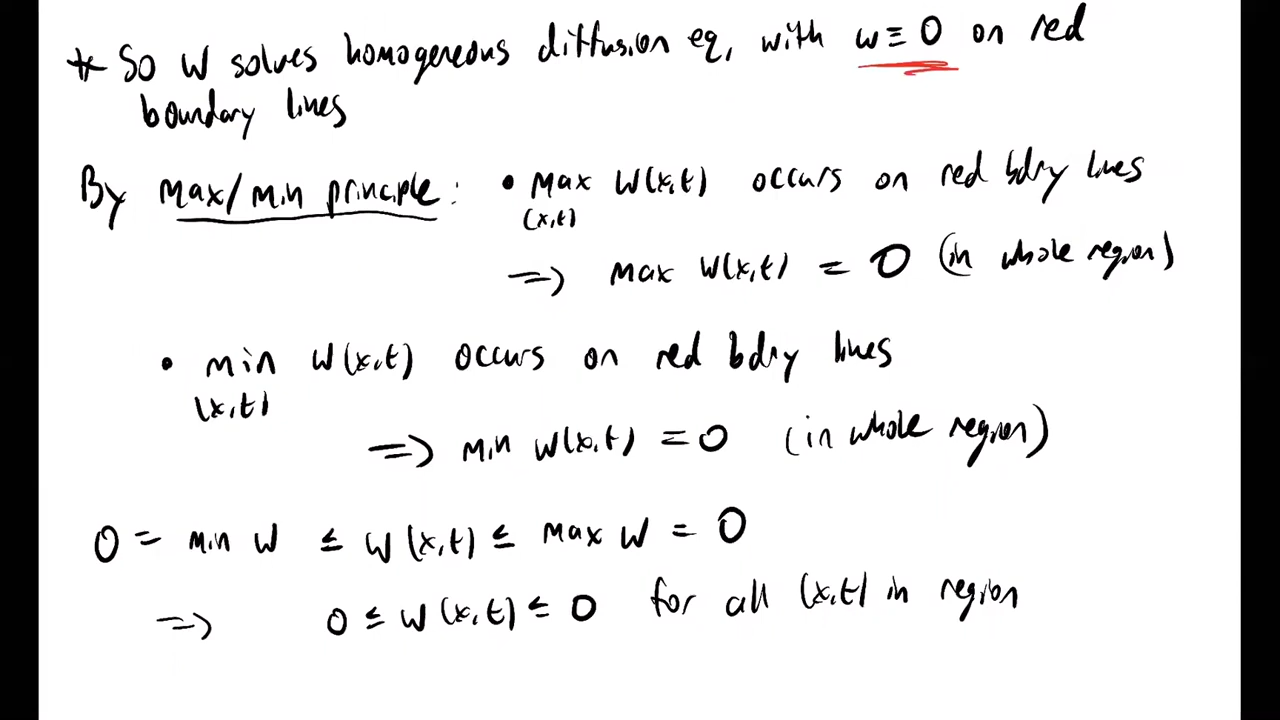 * So w solves homogeneous diffusion eq, with w ≡ 0 on red
boundary lines
By max/min principle: • max w(x,t) occurs on red bdry lines
(x,t)
⇒ max w(x,t) = 0 (in whole region)
• min w(x,t) occurs on red bdry lines
(x,t)
⇒ min w(x,t) = 0 (in whole region)
0 = min w ≤ w(x,t) ≤ max w = 0
⇒ 0 ≤ w(x,t) ≤ 0 for all (x,t) in region